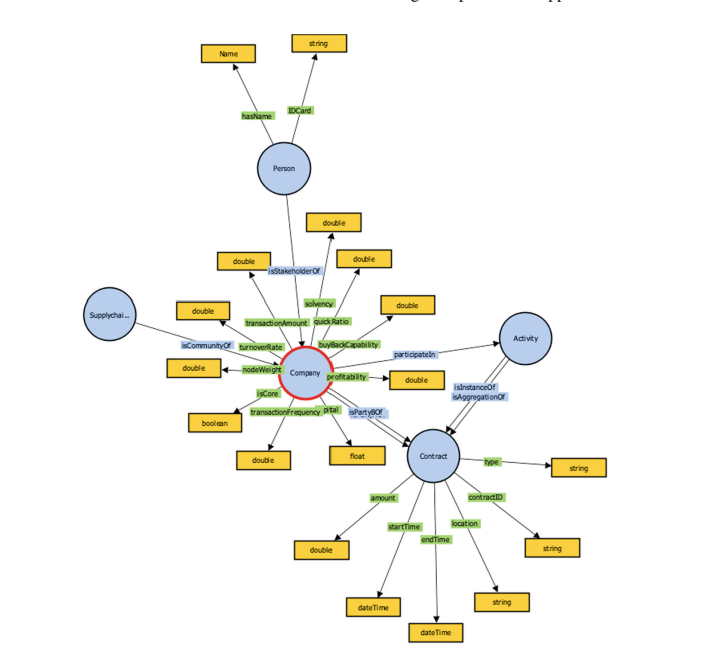 string
Name
IDCard
hasName
Person
double
double
double
isStakeholderOf
solvency
double
double
quickRatio
transactionAmount
Supplychai...
Activity
buyBackCapability
isCommunityOf
turnoverRate
participateIn
double
nodeWeight
Company
profitability
double
isInstanceOf
isCore
isAggregationOf
transactionFrequency
pital
isPartyBOf
boolean
double
float
Contract
type
string
amount
contractID
startTime
location
endTime
double
string
dateTime
string
dateTime